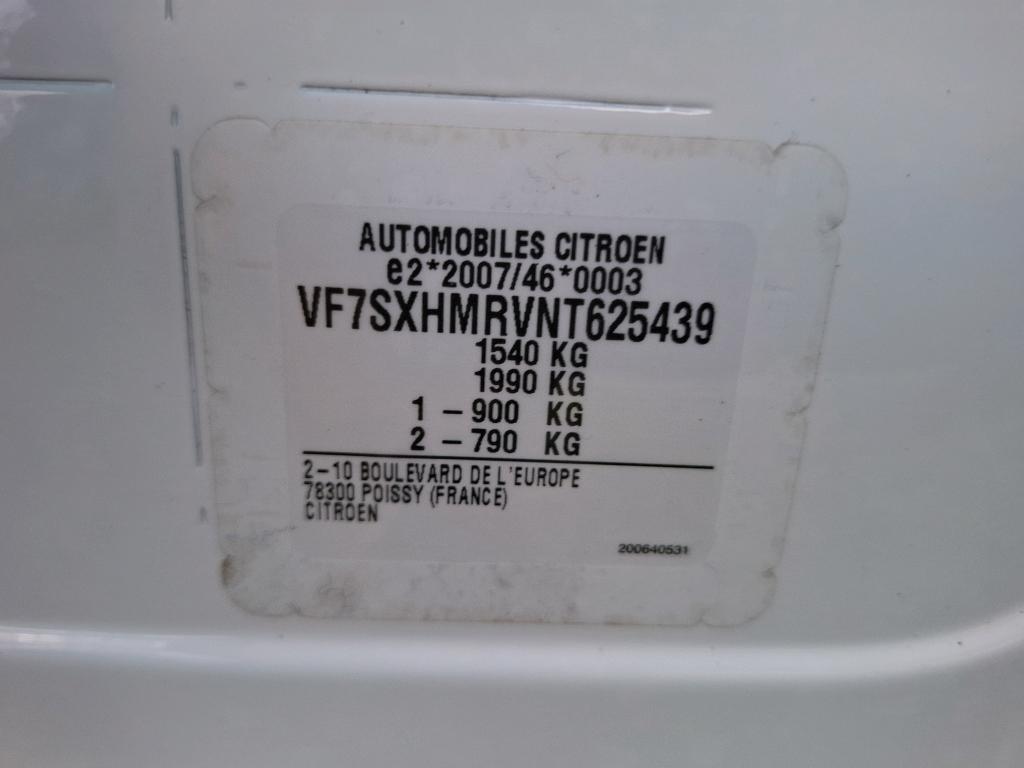 AUTOMOBILES CITROEN
e2*2007/46*0003
VF7SXHMRVNT625439
1540 KG
1990 KG
1 - 900 KG
2 - 790 KG
2-10 BOULEVARD DE L'EUROPE
78300 POISSY (FRANCE)
CITROEN
200640531